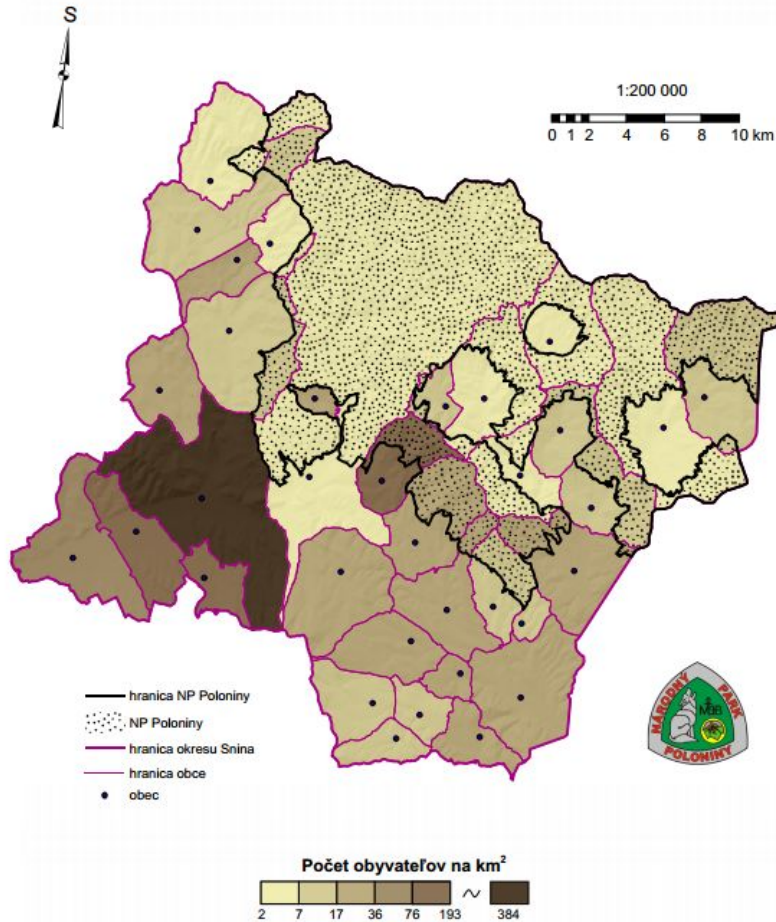 S
1:200 000
0 1 2 4 6 8 10 km
hranica NP Poloniny
NP Poloniny
hranica okresu Snina
hranica obce
obec
NÁRODNÝ
PARK
POLONINY
Počet obyvateľov na km²
2 7 17 36 76 193 384